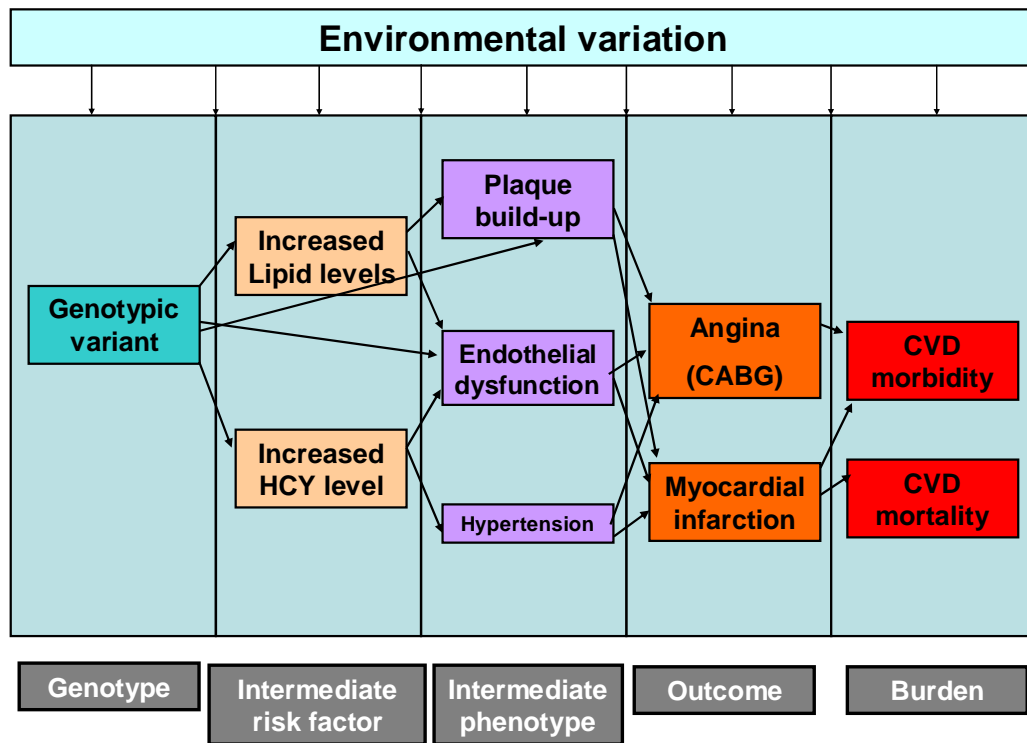 Environmental variation
Genotypic
variant
Increased
Lipid levels
Increased
HCY level
Plaque
build-up
Endothelial
dysfunction
Hypertension
Angina
(CABG)
Myocardial
infarction
CVD
morbidity
CVD
mortality
Genotype
Intermediate
risk factor
Intermediate
phenotype
Outcome
Burden